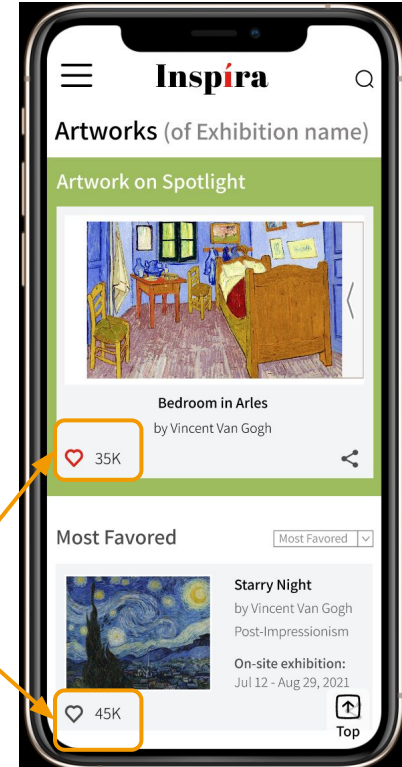 Inspíra
Artworks (of Exhibition name)
Artwork on Spotlight
Bedroom in Arles
by Vincent Van Gogh
35K
Most Favored
Most Favored
Starry Night
by Vincent Van Gogh
Post-Impressionism
On-site exhibition:
Jul 12 - Aug 29, 2021
45K
Top